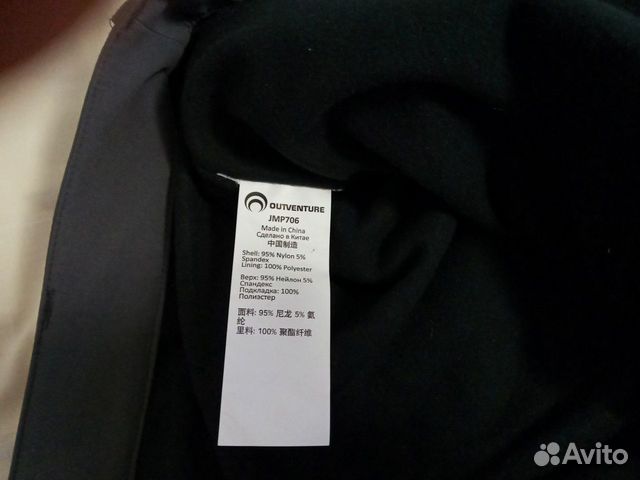 OUTVENTURE
JMP706
Made in China
Сделано в Китае
中国制造
Shell: 95% Nylon 5%
Spandex
Lining: 100% Polyester
Верх: 95% Нейлон 5%
Спандекс
Подкладка: 100%
Полиэстер
面料: 95% 尼龙 5% 氨
纶
里料: 100% 聚酯纤维
Avito